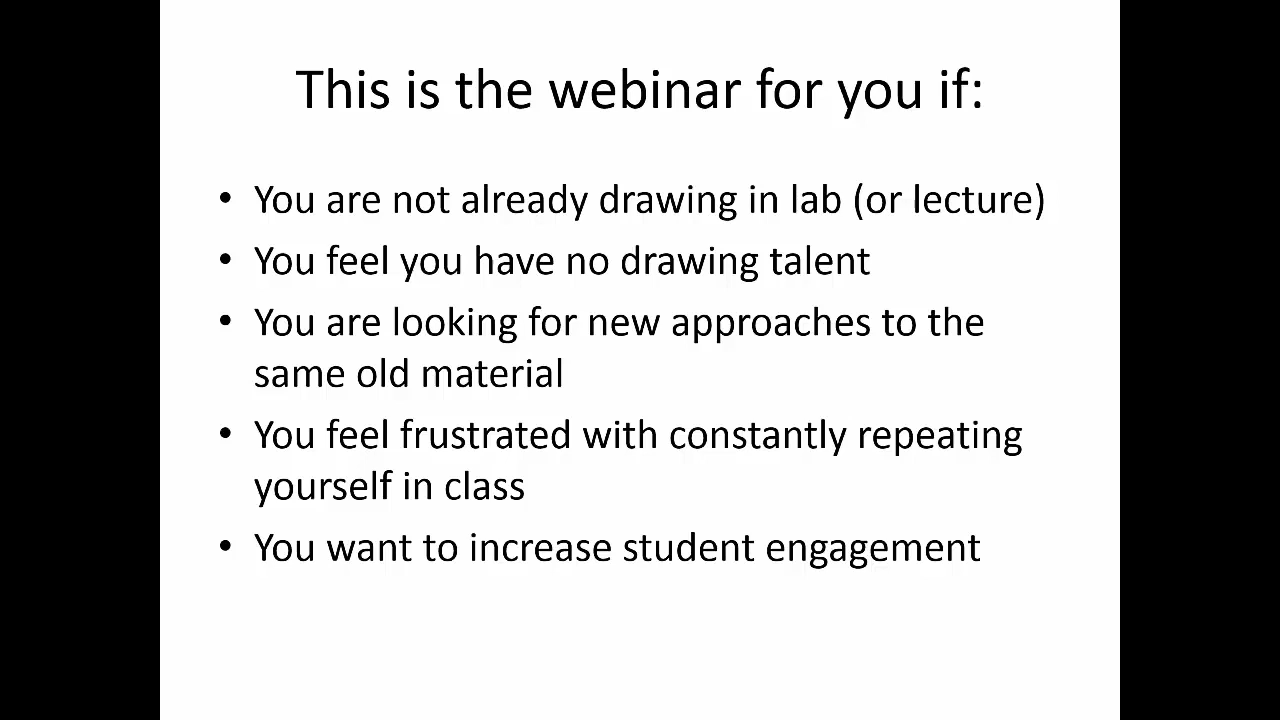 This is the webinar for you if:
• You are not already drawing in lab (or lecture)
• You feel you have no drawing talent
• You are looking for new approaches to the
same old material
• You feel frustrated with constantly repeating
yourself in class
• You want to increase student engagement